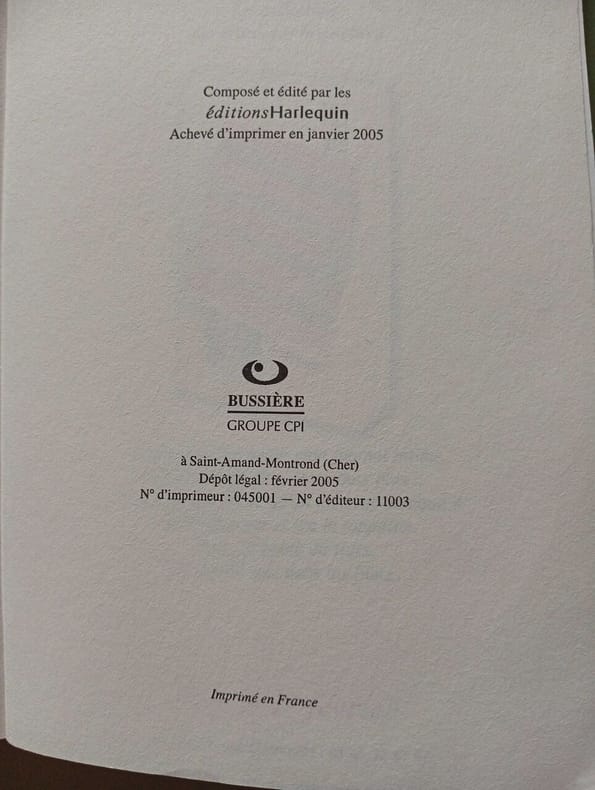 Composé et édité par les
éditionsHarlequin
Achevé d'imprimer en janvier 2005
BUSSIÈRE
GROUPE CPI
à Saint-Amand-Montrond (Cher)
Dépôt légal : février 2005
N° d'imprimeur : 045001 — N° d'éditeur : 11003
Imprimé en France